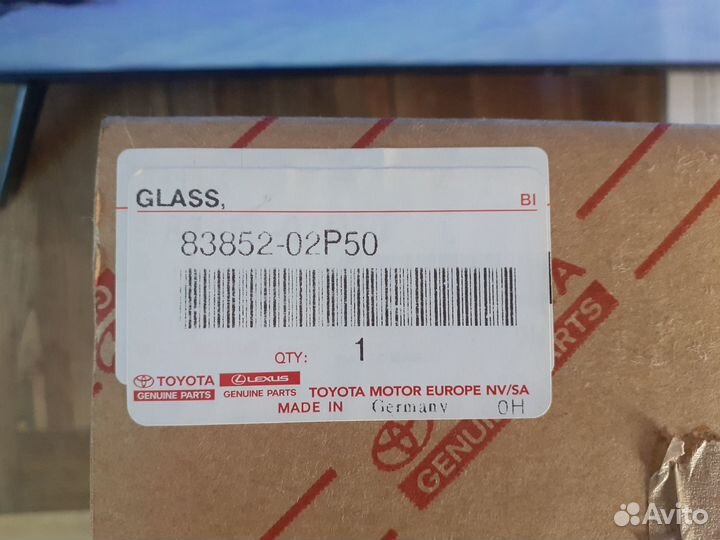 GLASS,
BI
83852-02P50
QTY: 1
TOYOTA
GENUINE PARTS
LEXUS
GENUINE PARTS
TOYOTA MOTOR EUROPE NV/SA
MADE IN Germany 0H
PARTS
GENUINE
Avito